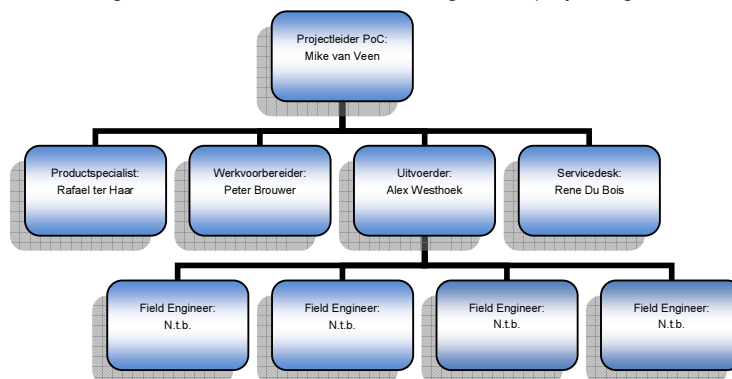 Projectleider PoC:
Mike van Veen
Productspecialist:
Rafael ter Haar
Werkvoorbereider:
Peter Brouwer
Uitvoerder:
Alex Westhoek
Servicedesk:
Rene Du Bois
Field Engineer:
N.t.b.
Field Engineer:
N.t.b.
Field Engineer:
N.t.b.
Field Engineer:
N.t.b.